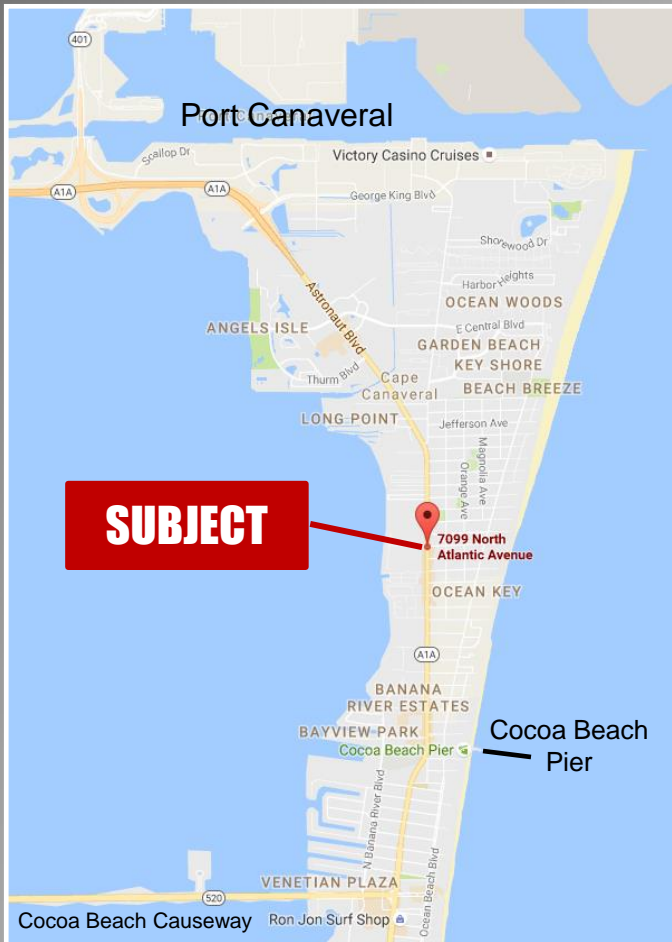 401
Port Canaveral
Port Canaveral
Scallop Dr
Victory Casino Cruises
A1A
A1A
George King Blvd
Shorewood Dr
Astronaut Blvd
Harbor Heights
OCEAN WOODS
ANGELS ISLE
E Central Blvd
GARDEN BEACH
KEY SHORE
Thurm Blvd
Cape
Canaveral
BEACH BREEZE
LONG POINT
Jefferson Ave
Magnolia Ave
Orange Ave
SUBJECT
7099 North
Atlantic Avenue
OCEAN KEY
A1A
BANANA
RIVER ESTATES
BAYVIEW PARK
Cocoa Beach Pier
Cocoa Beach
Pier
N Banana River Blvd
VENETIAN PLAZA
Ocean Beach Blvd
520
Cocoa Beach Causeway
Ron Jon Surf Shop